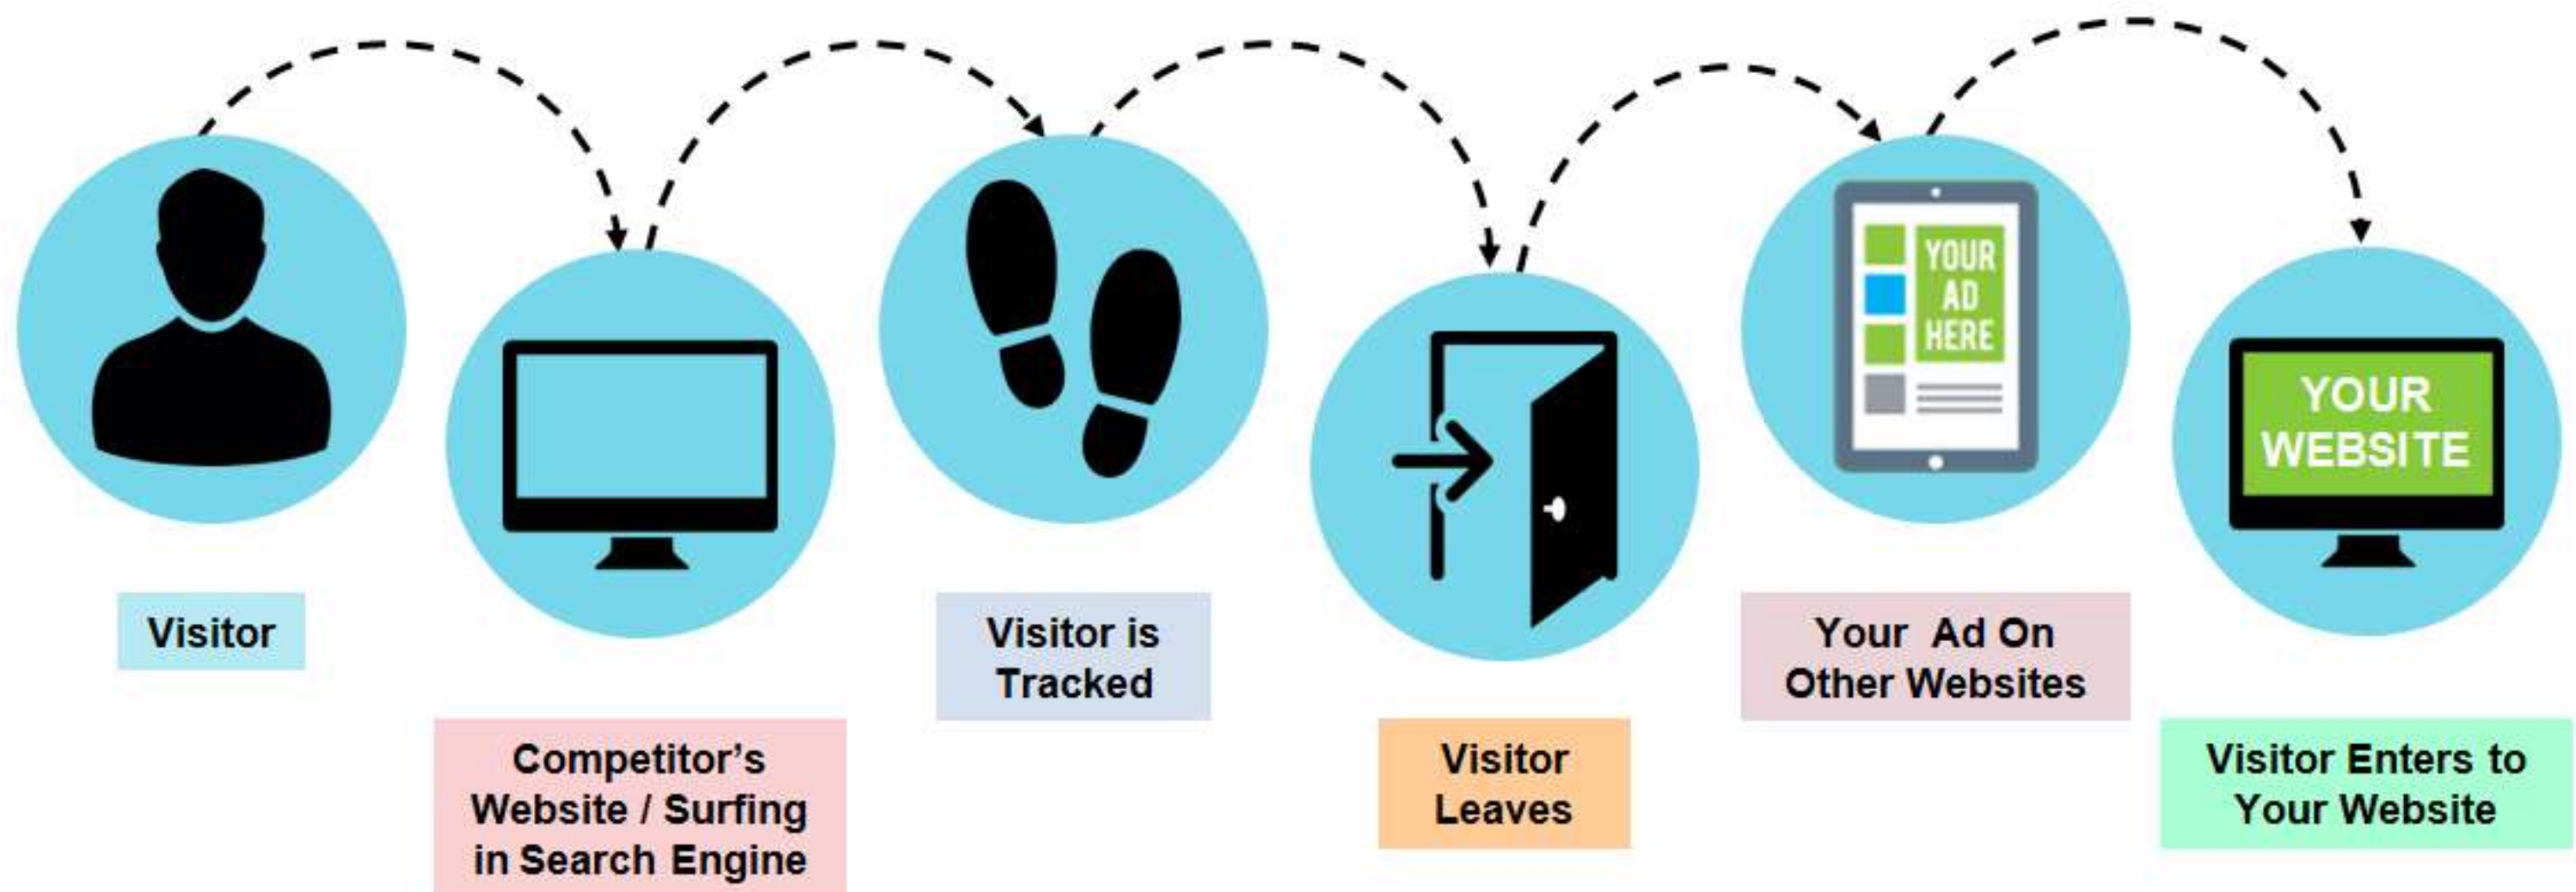 YOUR
AD
HERE
YOUR
WEBSITE
Visitor
Competitor’s
Website / Surfing
in Search Engine
Visitor is
Tracked
Visitor
Leaves
Your Ad On
Other Websites
Visitor Enters to
Your Website